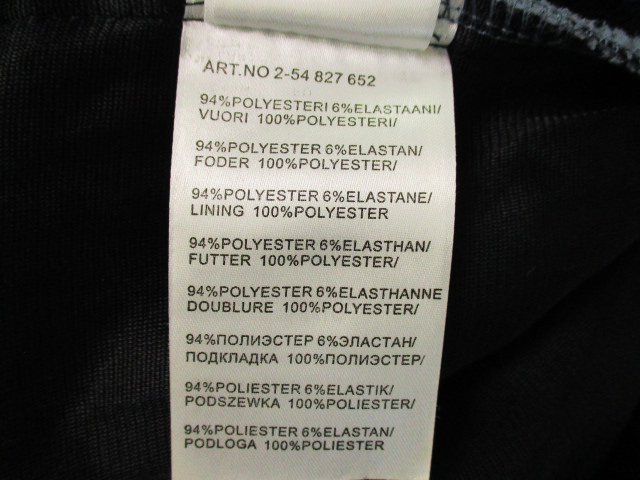 ART.NO 2-54 827 652
94%POLYESTERI 6%ELASTAANI/
VUORI 100%POLYESTERI/
94%POLYESTER 6%ELASTAN/
FODER 100%POLYESTER/
94%POLYESTER 6%ELASTANE/
LINING 100%POLYESTER
94%POLYESTER 6%ELASTHAN/
FUTTER 100%POLYESTER/
94%POLYESTER 6%ELASTHANNE
DOUBLURE 100%POLYESTER/
94%ПОЛИЭСТЕР 6%ЭЛАСТАН/
ПОДКЛАДКА 100%ПОЛИЭСТЕР/
94%POLIESTER 6%ELASTIK/
PODSZEWKA 100%POLIESTER/
94%POLIESTER 6%ELASTAN/
PODLOGA 100%POLIESTER